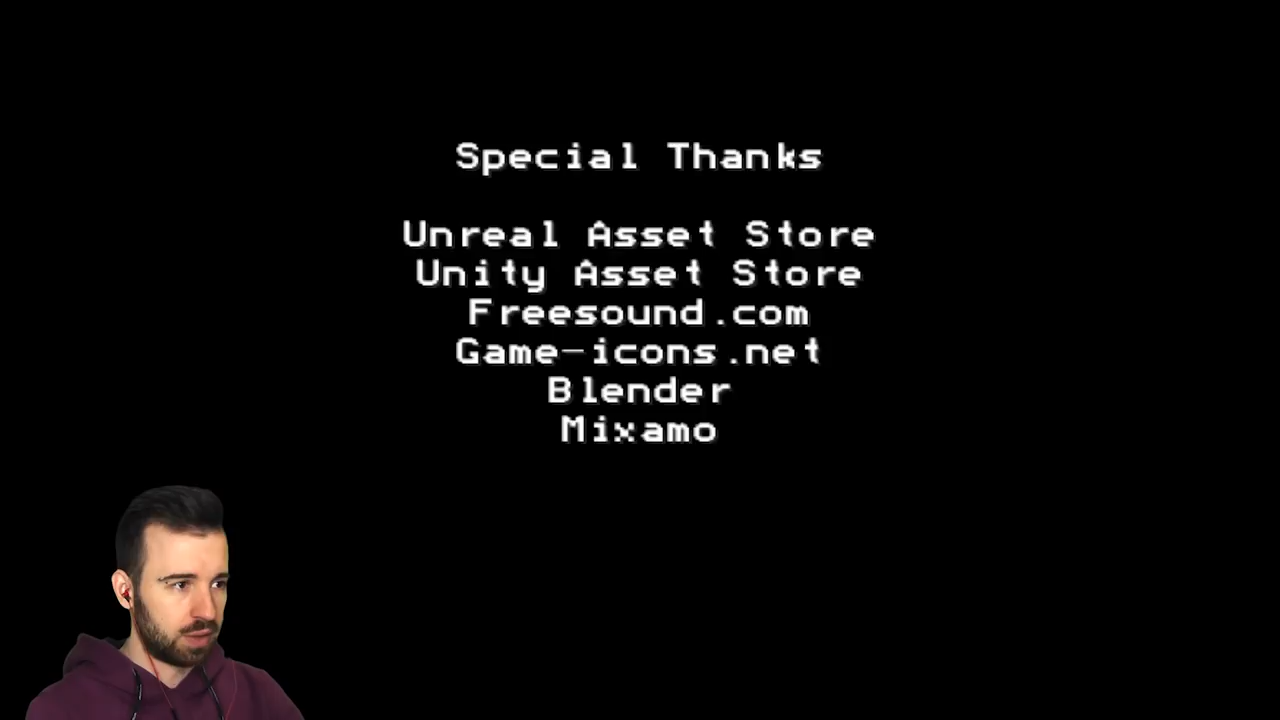 Special Thanks
Unreal Asset Store
Unity Asset Store
Freesound.com
Game-icons.net
Blender
Mixamo